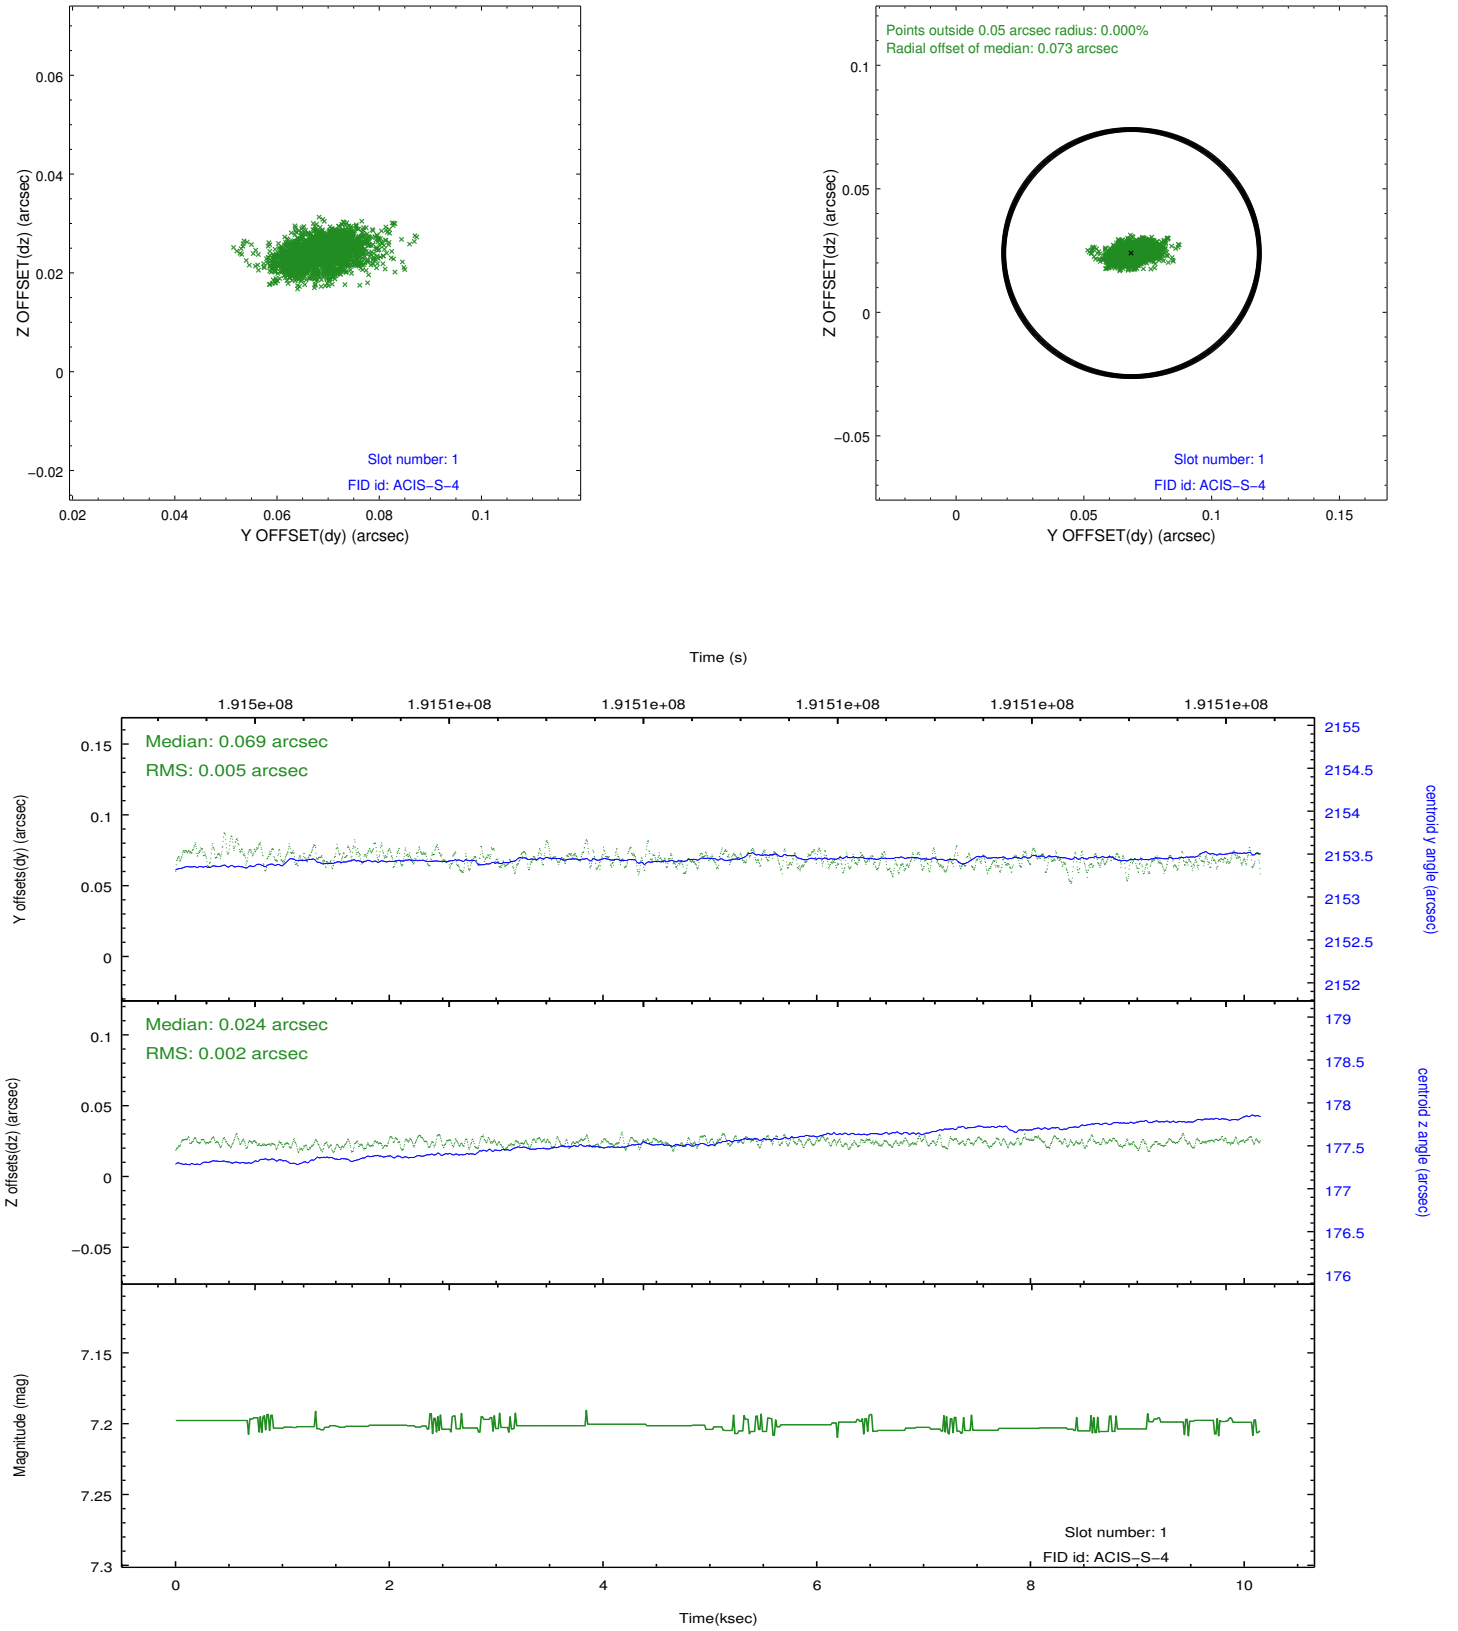 0.06
0.04
0.02
0
−0.02
Z OFFSET(dz) (arcsec)
Slot number: 1
FID id: ACIS−S−4
0.02
0.04
0.06
0.08
0.1
Y OFFSET(dy) (arcsec)
Points outside 0.05 arcsec radius: 0.000%
Radial offset of median: 0.073 arcsec
0.1
0.05
0
−0.05
Z OFFSET(dz) (arcsec)
Slot number: 1
FID id: ACIS−S−4
0
0.05
0.1
0.15
Y OFFSET(dy) (arcsec)
Time (s)
1.915e+08
1.9151e+08
1.9151e+08
1.9151e+08
1.9151e+08
1.9151e+08
Median: 0.069 arcsec
RMS: 0.005 arcsec
0.15
0.1
0.05
0
Y offsets(dy) (arcsec)
2155
2154.5
2154
2153.5
2153
2152.5
2152
centroid y angle (arcsec)
Median: 0.024 arcsec
RMS: 0.002 arcsec
0.1
0.05
0
−0.05
Z offsets(dz) (arcsec)
179
178.5
178
177.5
177
176.5
176
centroid z angle (arcsec)
7.15
7.2
7.25
7.3
Magnitude (mag)
Slot number: 1
FID id: ACIS−S−4
0
2
4
6
8
10
Time(ksec)